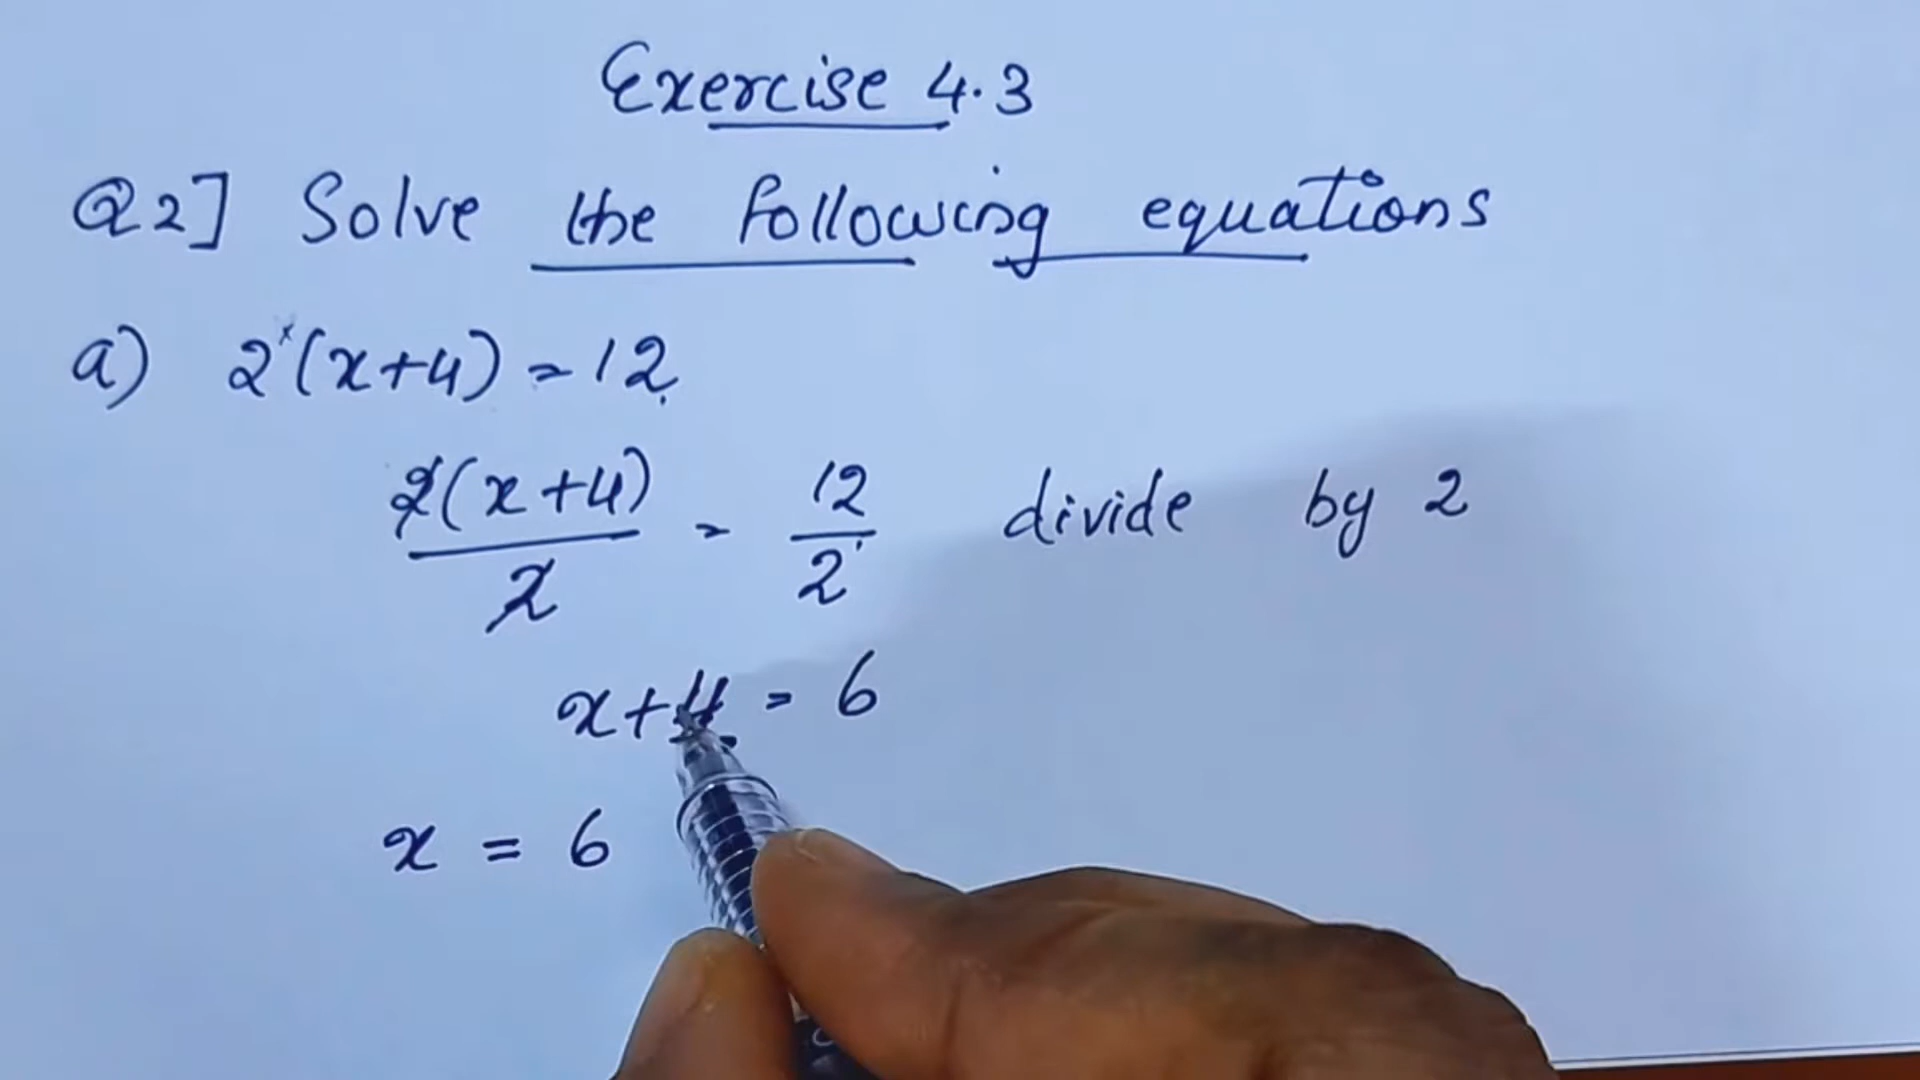 Exercise 4.3
Q2] Solve the following equations
a) 2×(x+4) = 12
2(x+4)/2 = 12/2 divide by 2
x+4 = 6
x = 6